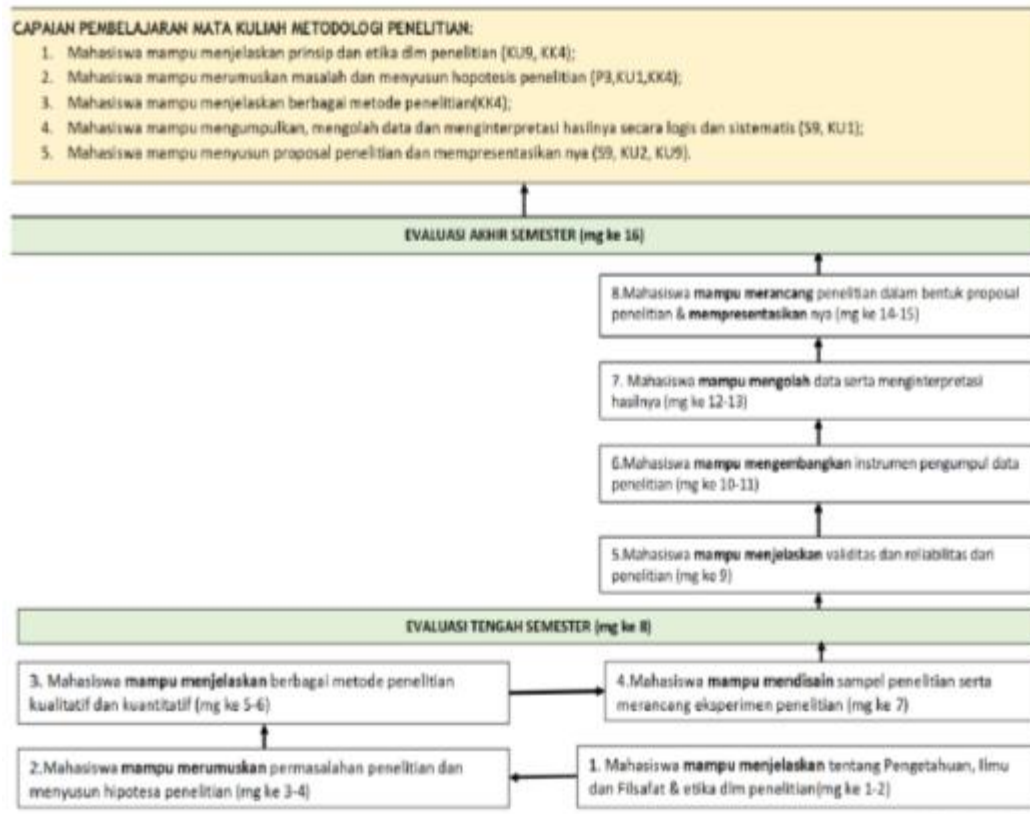 CAPAIAN PEMBELAJARAN MATA KULIAH METODOLOGI PENELITIAN:
1. Mahasiswa mampu menjelaskan prinsip dan etika dlm penelitian (KU9, KK4);
2. Mahasiswa mampu merumuskan masalah dan menyusun hopotesis penelitian (P3,KU1,KK4);
3. Mahasiswa mampu menjelaskan berbagai metode penelitian(KK4);
4. Mahasiswa mampu mengumpulkan, mengolah data dan menginterpretasi hasilnya secara logis dan sistematis (S9, KU1);
5. Mahasiswa mampu menyusun proposal penelitian dan mempresentasikan nya (S9, KU2, KU9).
EVALUASI AKHIR SEMESTER (mg ke 16)
8.Mahasiswa mampu merancang penelitian dalam bentuk proposal
penelitian & mempresentasikan nya (mg ke 14-15)
7. Mahasiswa mampu mengolah data serta menginterpretasi
hasilnya (mg ke 12-13)
6.Mahasiswa mampu mengembangkan instrumen pengumpul data
penelitian (mg ke 10-11)
5.Mahasiswa mampu menjelaskan validitas dan reliabilitas dari
penelitian (mg ke 9)
EVALUASI TENGAH SEMESTER (mg ke 8)
3. Mahasiswa mampu menjelaskan berbagai metode penelitian
kualitatif dan kuantitatif (mg ke 5-6)
4.Mahasiswa mampu mendisain sampel penelitian serta
merancang eksperimen penelitian (mg ke 7)
2.Mahasiswa mampu merumuskan permasalahan penelitian dan
menyusun hipotesa penelitian (mg ke 3-4)
1. Mahasiswa mampu menjelaskan tentang Pengetahuan, Ilmu
dan Filsafat & etika dlm penelitian(mg ke 1-2)